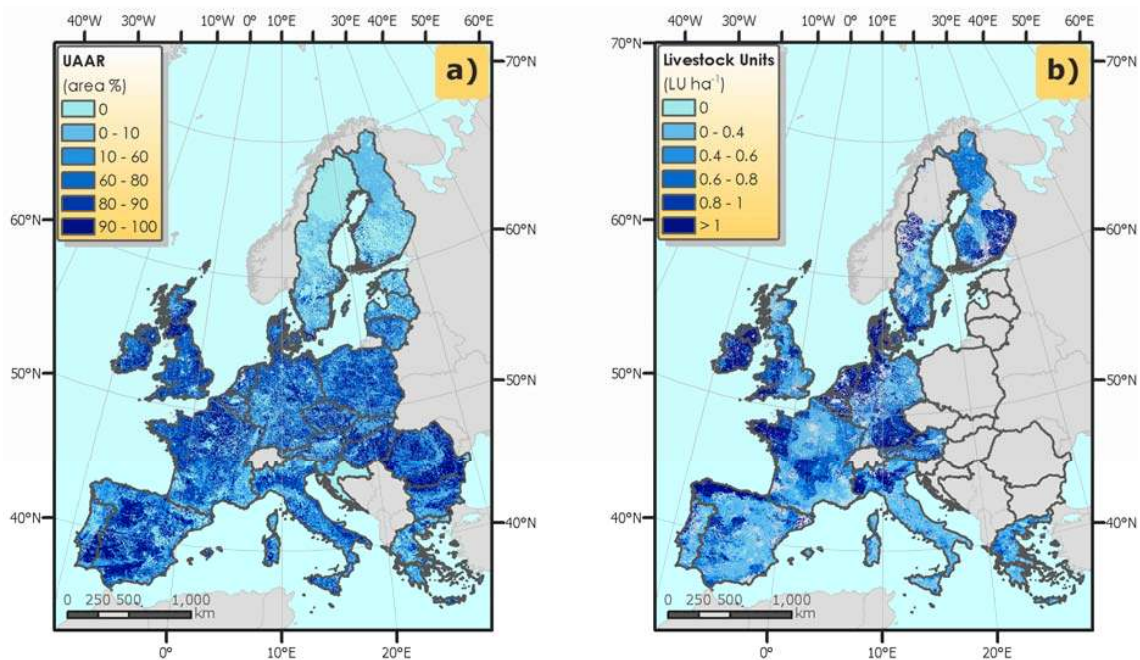 40°W 30°W 20°W 10°W 0° 10°E 20°E 30°E 40°E 50°E 60°E
UAAR
(area %)
0
0 - 10
10 - 60
60 - 80
80 - 90
90 - 100
a)
70°N
60°N
60°N
50°N
50°N
40°N
40°N
0 250 500 1,000
km
0° 10°E 20°E
40°W 30°W 20°W 10°W 0° 10°E 20°E 30°E 40°E 50°E 60°E
70°N
Livestock Units
(LU ha⁻¹)
0
0 - 0.4
0.4 - 0.6
0.6 - 0.8
0.8 - 1
>1
b)
70°N
60°N
60°N
50°N
50°N
40°N
40°N
0 250 500 1,000
km
0° 10°E 20°E